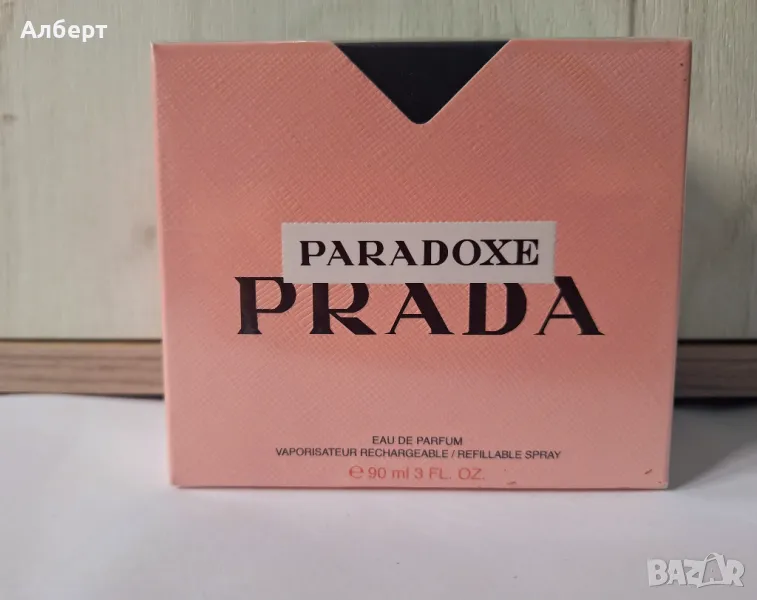 Алберт
PARADOXE
PRADA
EAU DE PARFUM
VAPORISATEUR RECHARGEABLE / REFILLABLE SPRAY
℮ 90 ml 3 FL. OZ.
BAZAR